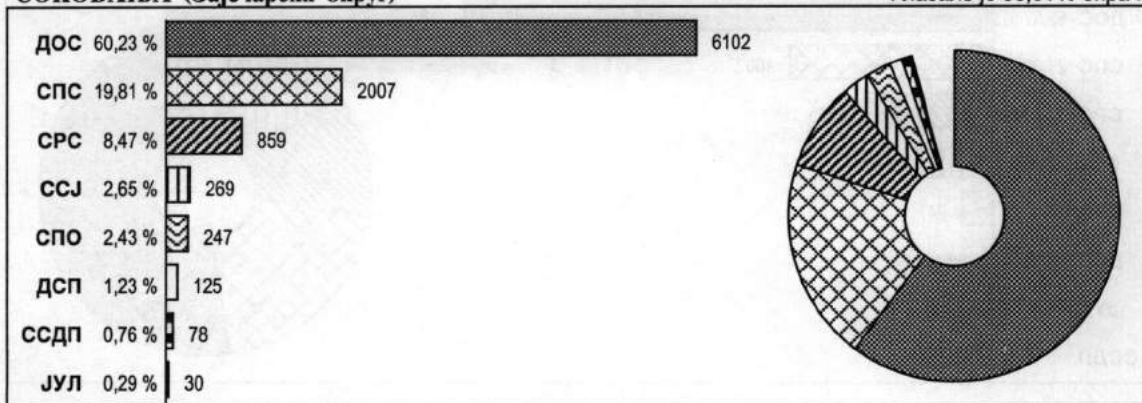 ДОС 60,23 % 6102
СПС 19,81 % 2007
СРС 8,47 % 859
ССЈ 2,65 % 269
СПО 2,43 % 247
ДСП 1,23 % 125
ССДП 0,76 % 78
ЈУЛ 0,29 % 30